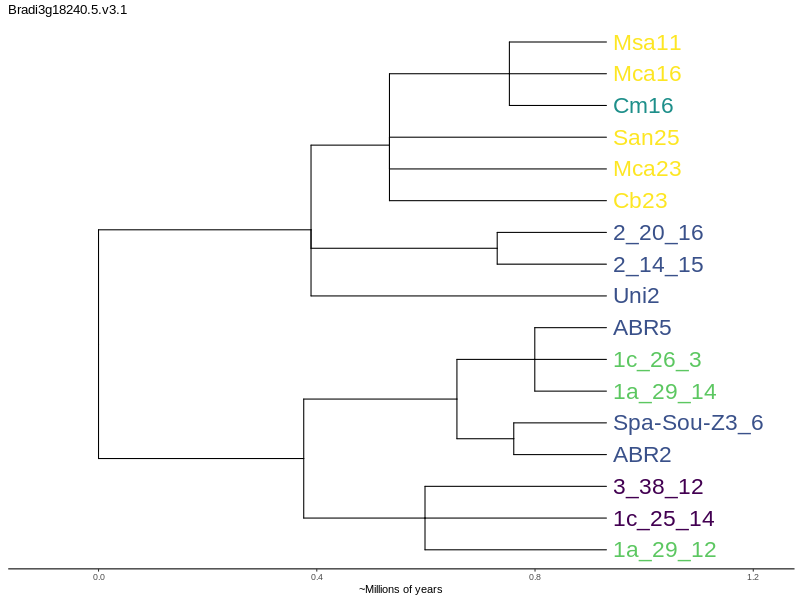 Bradi3g18240.5.v3.1
Msa11
Mca16
Cm16
San25
Mca23
Cb23
2_20_16
2_14_15
Uni2
ABR5
1c_26_3
1a_29_14
Spa-Sou-Z3_6
ABR2
3_38_12
1c_25_14
1a_29_12
0.0 0.4 0.8 1.2
~Millions of years